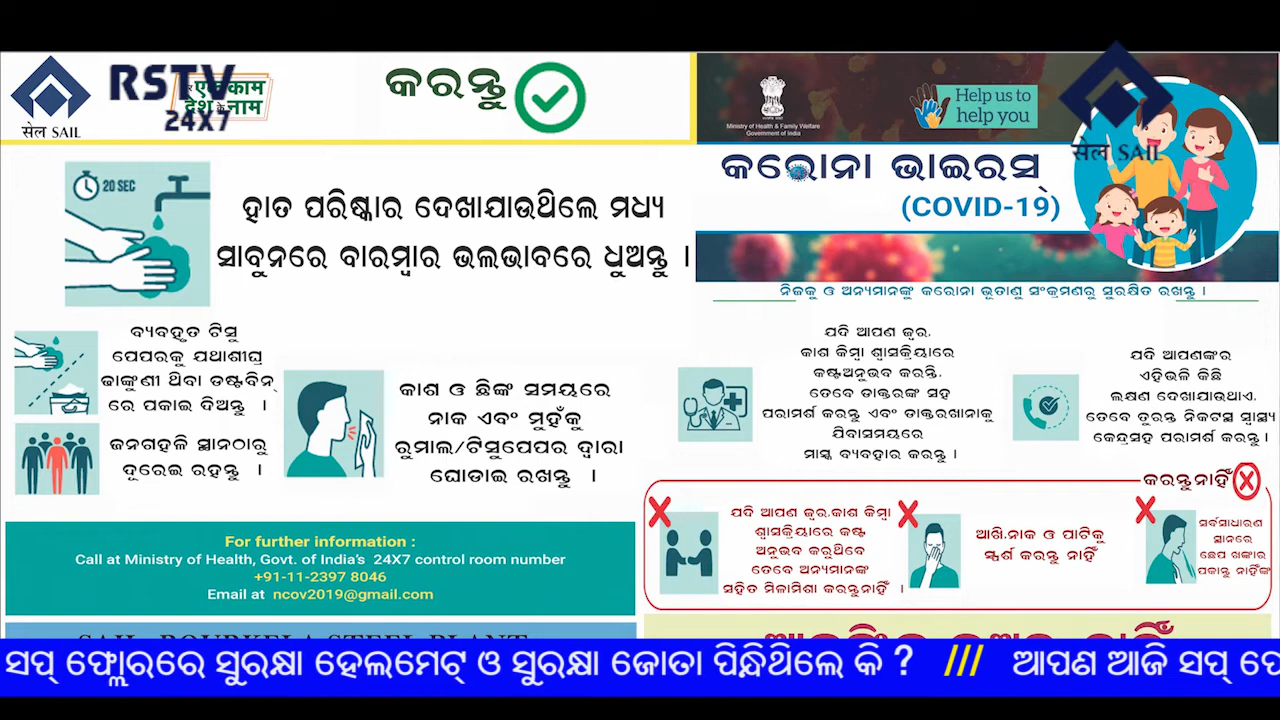 सेल SAIL
RSTV
24X7
एक काम
देश के नाम
କରନ୍ତୁ
20 SEC
ହାତ ପରିଷ୍କାର ଦେଖାଯାଉଥିଲେ ମଧ୍ୟ
ସାବୁନରେ ବାରମ୍ବାର ଭଲଭାବରେ ଧୁଅନ୍ତୁ ।
ବ୍ୟବହୃତ ଟିସୁ
ପେପରକୁ ଯଥାଶୀଘ୍ର
ଢାଙ୍କୁଣୀ ଥିବା ଡଷ୍ଟବିନ୍
ରେ ପକାଇ ଦିଅନ୍ତୁ ।
ଜନଗହଳି ସ୍ଥାନଠାରୁ
ଦୂରେଇ ରହନ୍ତୁ ।
କାଶ ଓ ଛିଙ୍କ ସମୟରେ
ନାକ ଏବଂ ମୁହଁକୁ
ରୁମାଲ/ଟିସୁପେପର ଦ୍ୱାରା
ଘୋଡାଇ ରଖନ୍ତୁ ।
For further information :
Call at Ministry of Health, Govt. of India's 24X7 control room number
+91-11-2397 8046
Email at ncov2019@gmail.com
Ministry of Health & Family Welfare
Government of India
Help us to
help you
सेल SAIL
କରୋନା ଭାଇରସ୍
(COVID-19)
ନିଜକୁ ଓ ଅନ୍ୟମାନଙ୍କୁ କରୋନା ଭୂତାଣୁ ସଂକ୍ରମଣରୁ ସୁରକ୍ଷିତ ରଖନ୍ତୁ ।
ଯଦି ଆପଣ ଜ୍ବର,
କାଶ କିମ୍ବା ଶ୍ୱାସକ୍ରିୟାରେ
କଷ୍ଟଅନୁଭବ କରନ୍ତି,
ତେବେ ଡାକ୍ତରଙ୍କ ସହ
ପରାମର୍ଶ କରନ୍ତୁ ଏବଂ ଡାକ୍ତରଖାନାକୁ
ଯିବାସମୟରେ
ମାସ୍କ ବ୍ୟବହାର କରନ୍ତୁ ।
ଯଦି ଆପଣଙ୍କର
ଏହିଭଳି କିଛି
ଲକ୍ଷଣ ଦେଖାଯାଉଥାଏ,
ତେବେ ତୁରନ୍ତ ନିକଟସ୍ଥ ସ୍ୱାସ୍ଥ୍ୟ
କେନ୍ଦ୍ରସହ ପରାମର୍ଶ କରନ୍ତୁ ।
କରନ୍ତୁନାହିଁ
ଯଦି ଆପଣ ଜ୍ବର,କାଶ କିମ୍ବା
ଶ୍ୱାସକ୍ରିୟାରେ କଷ୍ଟ
ଅନୁଭବ କରୁଥିବେ
ତେବେ ଅନ୍ୟମାନଙ୍କ
ସହିତ ମିଳାମିଶା କରନ୍ତୁନାହିଁ ।
ଆଖି,ନାକ ଓ ପାଟିକୁ
ସ୍ପର୍ଶ କରନ୍ତୁ ନାହିଁ
ସର୍ବସାଧାରଣ
ସ୍ଥାନରେ
ଛେପ ଖଙ୍କାର
ପକାନ୍ତୁ ନାହିଁଙ୍କ
SAIL, ROURKELA STEEL PLANT
ସପ୍ ଫ୍ଲୋରରେ ସୁରକ୍ଷା ହେଲମେଟ୍ ଓ ସୁରକ୍ଷା ଜୋତା ପିନ୍ଧିଥିଲେ କି ? /// ଆପଣ ଆଜି ସପ୍